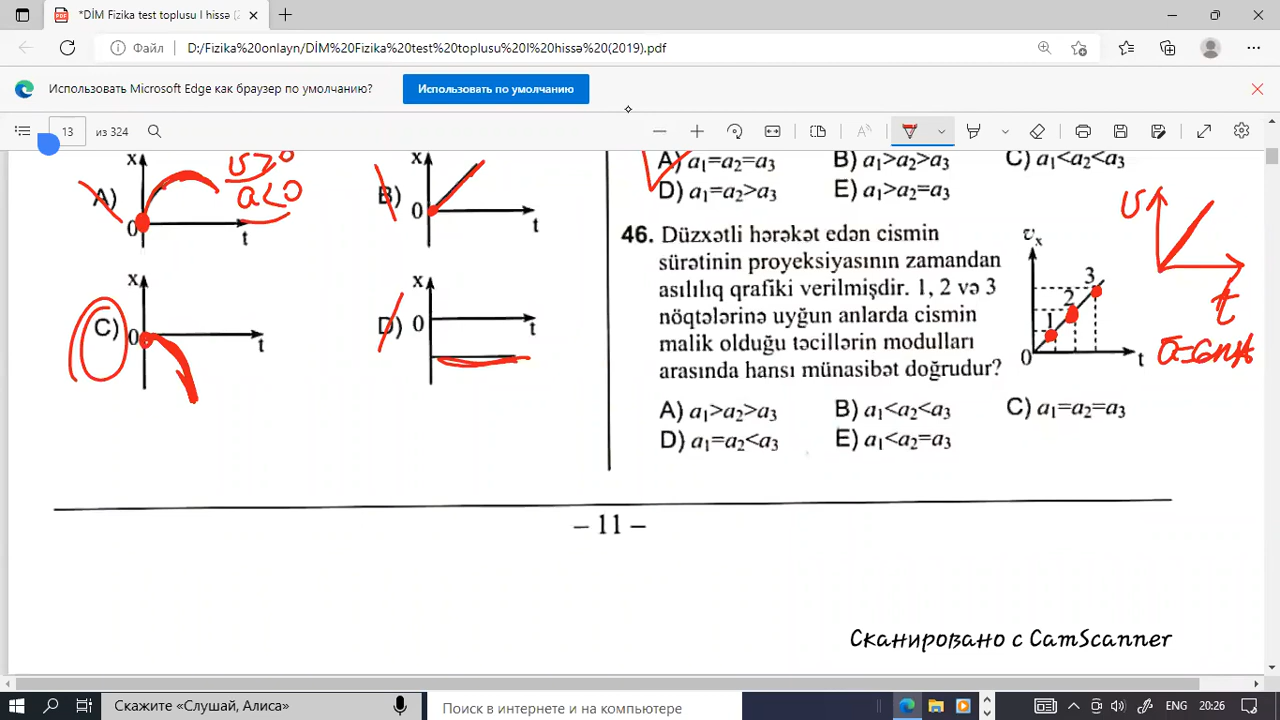 *DİM Fizika test toplusu I hissə (2
Файл D:/Fizika%20onlayn/DİM%20Fizika%20test%20toplusu%20I%20hissə%20(2019).pdf
Использовать Microsoft Edge как браузер по умолчанию? Использовать по умолчанию
13 из 324
A) x 0 t
υ>0
a<0
B) x 0 t
C) x 0 t
D) x 0 t
A) a₁=a₂=a₃ B) a₁>a₂>a₃ C) a₁<a₂<a₃
D) a₁=a₂>a₃ E) a₁>a₂=a₃
46. Düzxətli hərəkət edən cismin
sürətinin proyeksiyasının zamandan
asılılıq qrafiki verilmişdir. 1, 2 və 3
nöqtələrinə uyğun anlarda cismin
malik olduğu təcillərin modulları
arasında hansı münasibət doğrudur?
υₓ
3
2
1
0 t
υ
t
A) a₁>a₂>a₃ B) a₁<a₂<a₃ C) a₁=a₂=a₃
D) a₁=a₂<a₃ E) a₁<a₂=a₃
– 11 –
Сканировано с CamScanner
Скажите «Слушай, Алиса» Поиск в интернете и на компьютере ENG 20:26